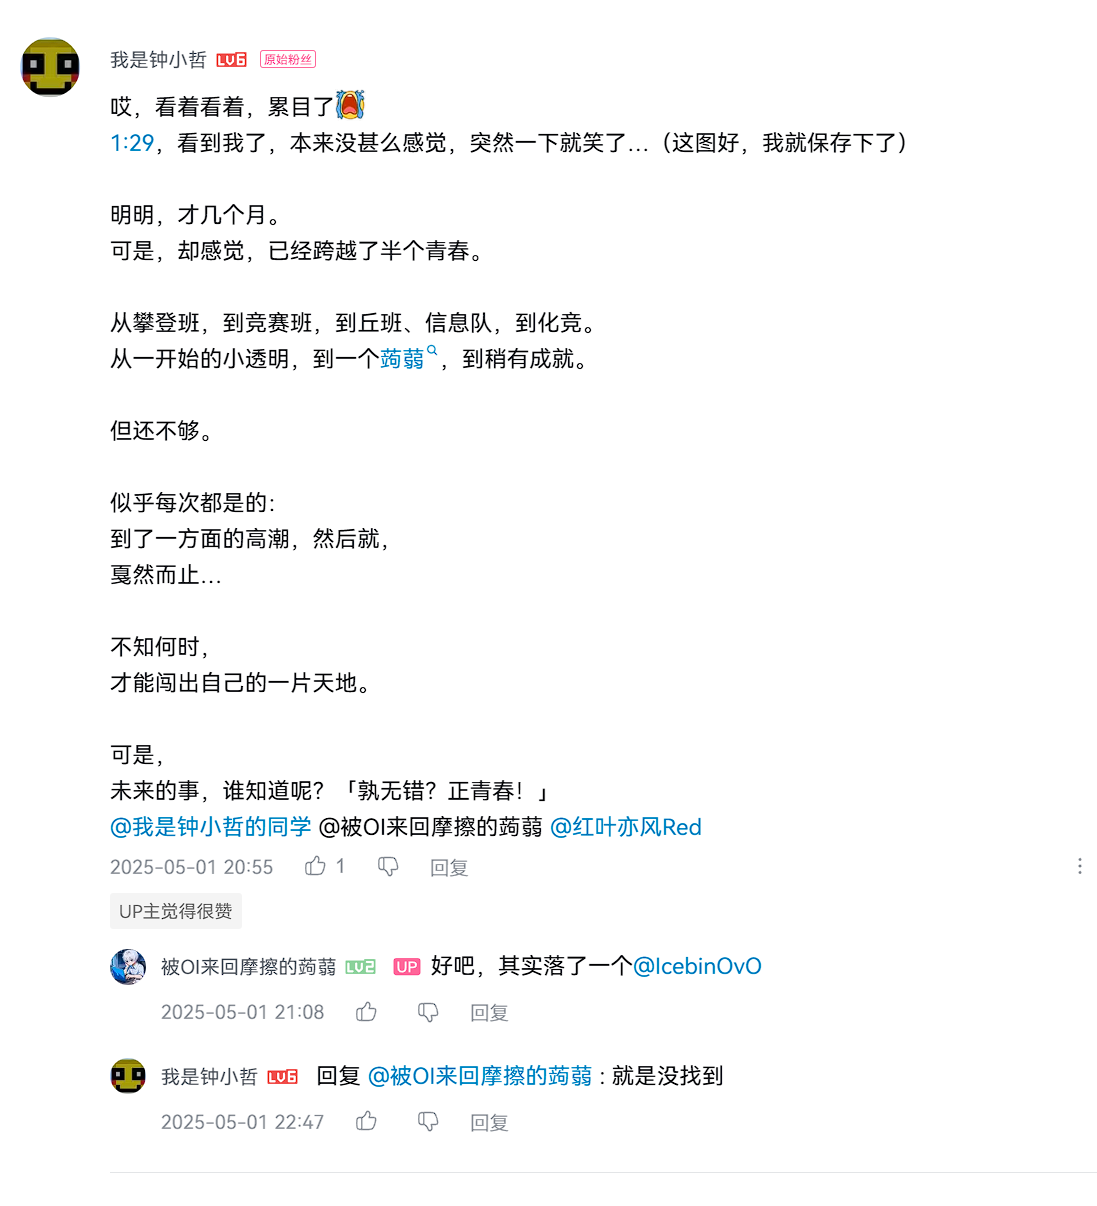 我是钟小哲 LV6 原始粉丝
哎，看着看着，累目了
1:29，看到我了，本来没甚么感觉，突然一下就笑了…（这图好，我就保存下了）
明明，才几个月。
可是，却感觉，已经跨越了半个青春。
从攀登班，到竞赛班，到丘班、信息队，到化竞。
从一开始的小透明，到一个蒟蒻，到稍有成就。
但还不够。
似乎每次都是的：
到了一方面的高潮，然后就，
戛然而止…
不知何时，
才能闯出自己的一片天地。
可是，
未来的事，谁知道呢？「孰无错？正青春！」
@我是钟小哲的同学 @被OI来回摩擦的蒟蒻 @红叶亦风Red
2025-05-01 20:55 1 回复
UP主觉得很赞
被OI来回摩擦的蒟蒻 LV2 UP 好吧，其实落了一个@IcebinOvO
2025-05-01 21:08 回复
我是钟小哲 LV6 回复 @被OI来回摩擦的蒟蒻 : 就是没找到
2025-05-01 22:47 回复